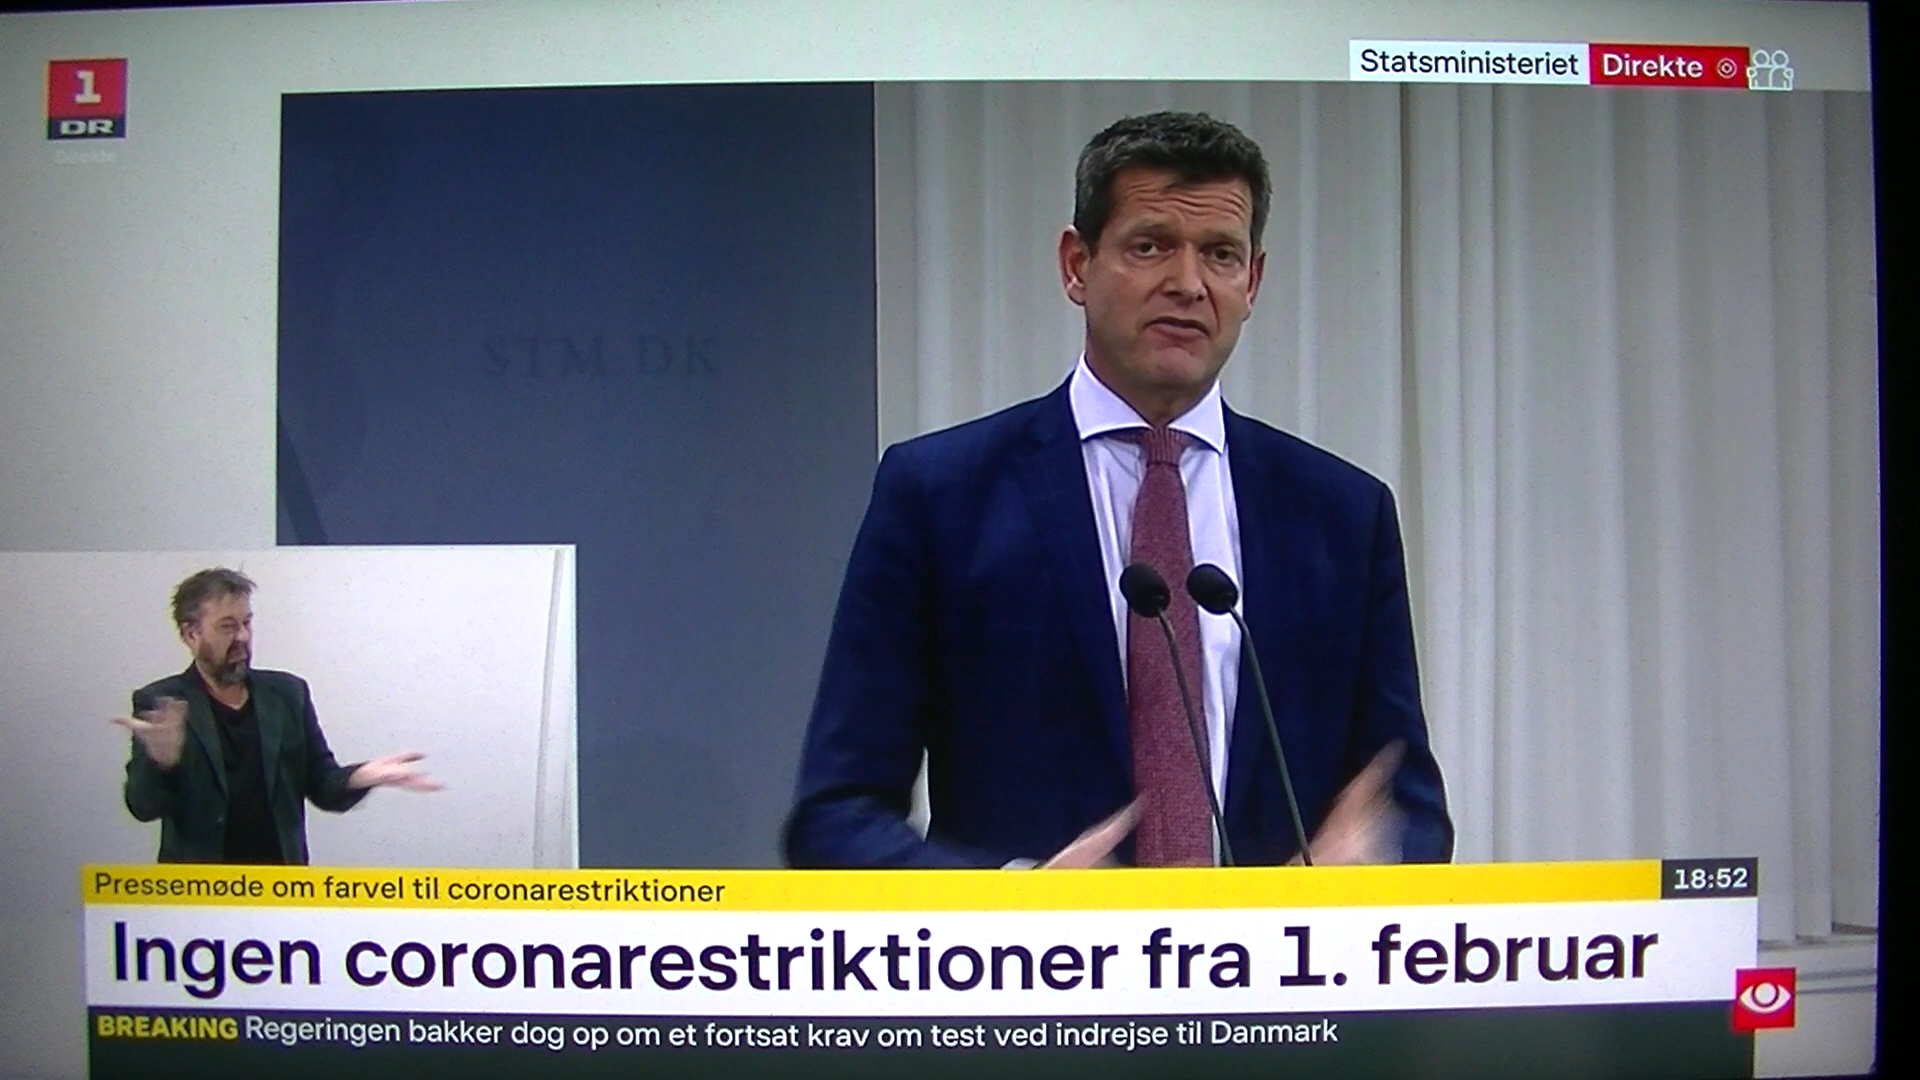 1
DR
Direkte
Statsministeriet Direkte
STM.DK
Pressemøde om farvel til coronarestriktioner
18:52
Ingen coronarestriktioner fra 1. februar
BREAKING Regeringen bakker dog op om et fortsat krav om test ved indrejse til Danmark